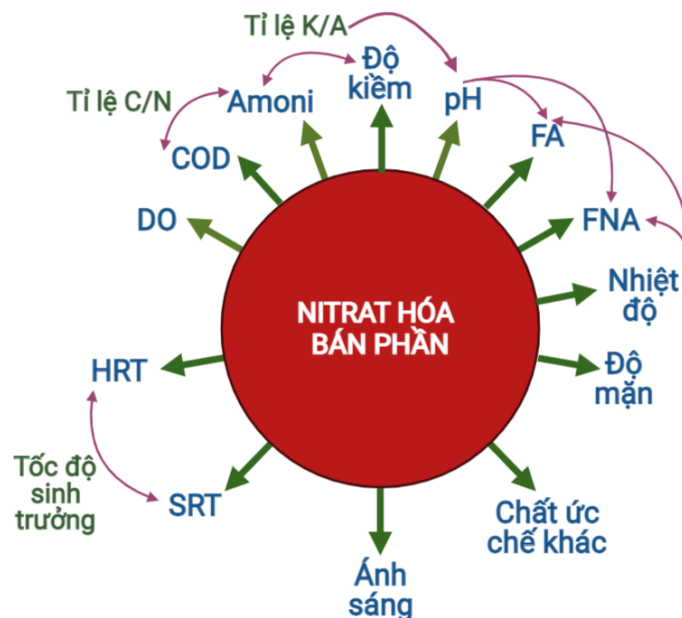 Tỉ lệ K/A
Độ
kiềm
Tỉ lệ C/N
Amoni
pH
COD
FA
DO
FNA
NITRAT HÓA
BÁN PHẦN
Nhiệt
độ
HRT
Độ
mặn
Tốc độ
sinh
trưởng
SRT
Chất ức
chế khác
Ánh
sáng